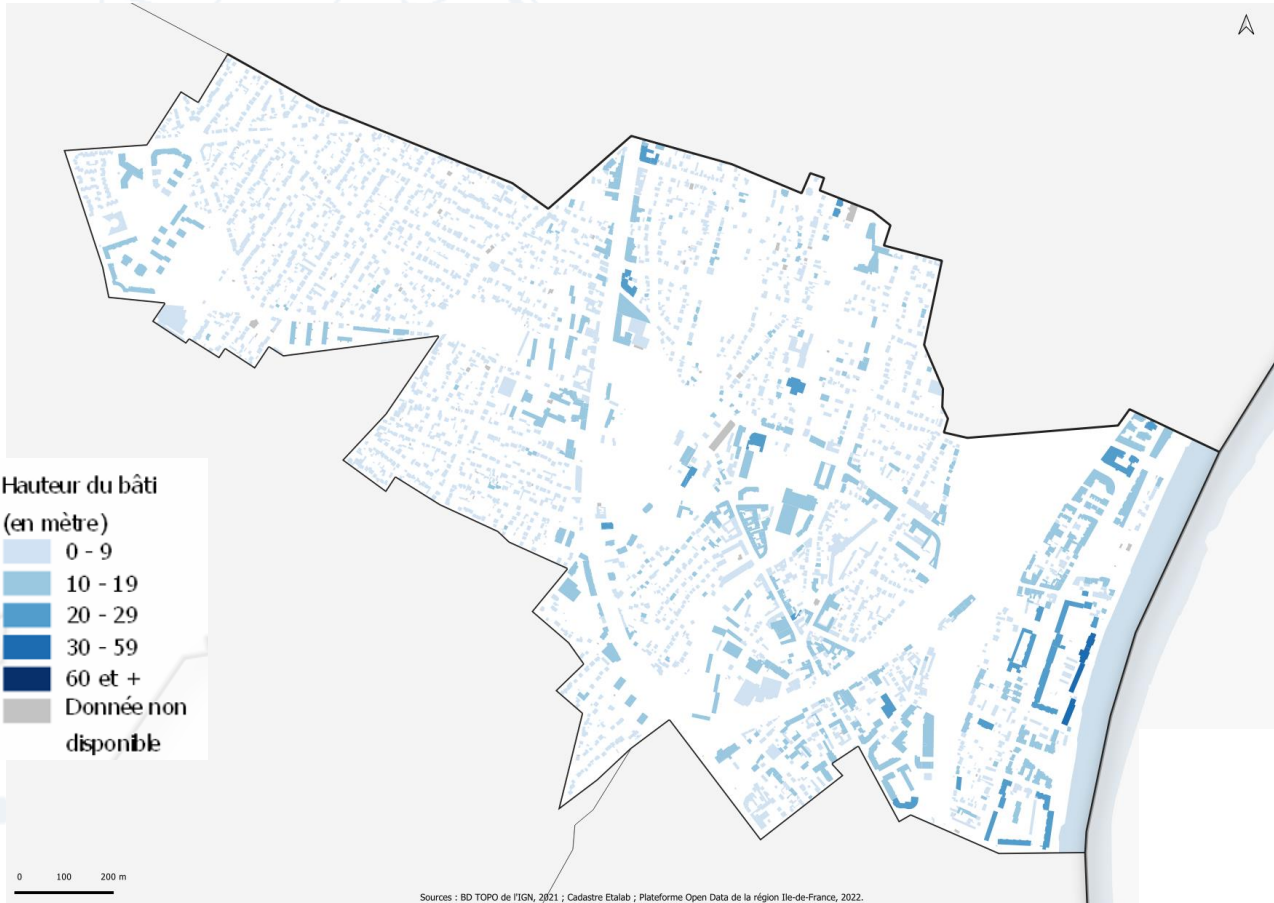 Hauteur du bâti
(en mètre)
0 - 9
10 - 19
20 - 29
30 - 59
60 et +
Donnée non
disponible
0 100 200 m
Sources : BD TOPO de l'IGN, 2021 ; Cadastre Etalab ; Plateforme Open Data de la région Ile-de-France, 2022.